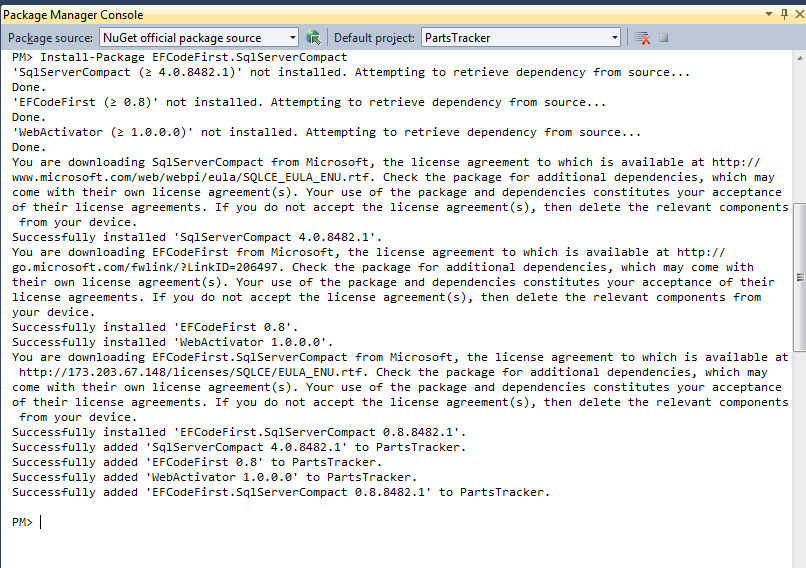 Package Manager Console
Package source: NuGet official package source Default project: PartsTracker
PM> Install-Package EFCodeFirst.SqlServerCompact
'SqlServerCompact (≥ 4.0.8482.1)' not installed. Attempting to retrieve dependency from source...
Done.
'EFCodeFirst (≥ 0.8)' not installed. Attempting to retrieve dependency from source...
Done.
'WebActivator (≥ 1.0.0.0)' not installed. Attempting to retrieve dependency from source...
Done.
You are downloading SqlServerCompact from Microsoft, the license agreement to which is available at http://
www.microsoft.com/web/webpi/eula/SQLCE_EULA_ENU.rtf. Check the package for additional dependencies, which may
come with their own license agreement(s). Your use of the package and dependencies constitutes your acceptance
of their license agreements. If you do not accept the license agreement(s), then delete the relevant components
from your device.
Successfully installed 'SqlServerCompact 4.0.8482.1'.
You are downloading EFCodeFirst from Microsoft, the license agreement to which is available at http://
go.microsoft.com/fwlink/?LinkID=206497. Check the package for additional dependencies, which may come with
their own license agreement(s). Your use of the package and dependencies constitutes your acceptance of their
license agreements. If you do not accept the license agreement(s), then delete the relevant components from
your device.
Successfully installed 'EFCodeFirst 0.8'.
Successfully installed 'WebActivator 1.0.0.0'.
You are downloading EFCodeFirst.SqlServerCompact from Microsoft, the license agreement to which is available at
http://173.203.67.148/licenses/SQLCE/EULA_ENU.rtf. Check the package for additional dependencies, which may
come with their own license agreement(s). Your use of the package and dependencies constitutes your acceptance
of their license agreements. If you do not accept the license agreement(s), then delete the relevant components
from your device.
Successfully installed 'EFCodeFirst.SqlServerCompact 0.8.8482.1'.
Successfully added 'SqlServerCompact 4.0.8482.1' to PartsTracker.
Successfully added 'EFCodeFirst 0.8' to PartsTracker.
Successfully added 'WebActivator 1.0.0.0' to PartsTracker.
Successfully added 'EFCodeFirst.SqlServerCompact 0.8.8482.1' to PartsTracker.
PM>